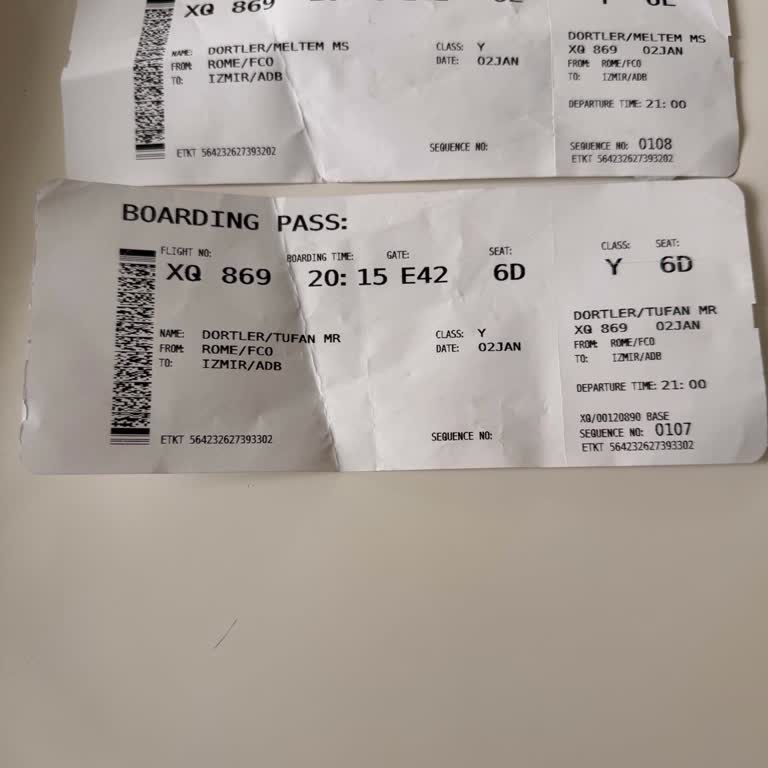 XQ 869
NAME: DORTLER/MELTEM MS
FROM: ROME/FCO
TO: IZMIR/ADB
CLASS: Y
DATE: 02JAN
ETKT 564232627393202
SEQUENCE NO:
DORTLER/MELTEM MS
XQ 869 02JAN
FROM: ROME/FCO
TO: IZMIR/ADB
DEPARTURE TIME: 21: 00
SEQUENCE NO: 0108
ETKT 564232627393202
BOARDING PASS:
FLIGHT NO: BOARDING TIME: GATE: SEAT:
XQ 869 20: 15 E42 6D
NAME: DORTLER/TUFAN MR
FROM: ROME/FCO
TO: IZMIR/ADB
CLASS: Y
DATE: 02JAN
ETKT 564232627393302
SEQUENCE NO:
CLASS: SEAT:
Y 6D
DORTLER/TUFAN MR
XQ 869 02JAN
FROM: ROME/FCO
TO: IZMIR/ADB
DEPARTURE TIME: 21: 00
XQ/00120890 BASE
SEQUENCE NO: 0107
ETKT 564232627393302